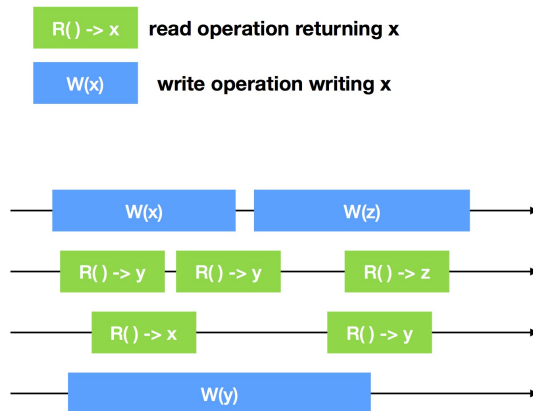 R( ) -> x read operation returning x
W(x) write operation writing x
W(x) W(z)
R( ) -> y R( ) -> y R( ) -> z
R( ) -> x R( ) -> y
W(y)